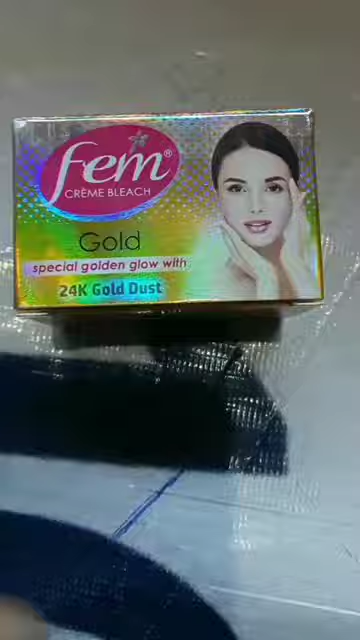 fem®
CRÈME BLEACH
Gold
special golden glow with
24K Gold Dust